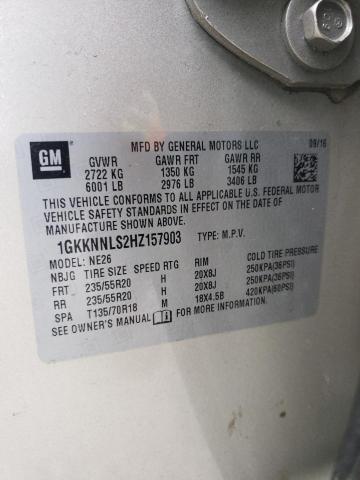 GM
MFD BY GENERAL MOTORS LLC 09/16
GVWR GAWR FRT GAWR RR
2722 KG 1350 KG 1545 KG
6001 LB 2976 LB 3406 LB
THIS VEHICLE CONFORMS TO ALL APPLICABLE U.S. FEDERAL MOTOR
VEHICLE SAFETY STANDARDS IN EFFECT ON THE DATE OF
MANUFACTURE SHOWN ABOVE.
1GKKNNLS2HZ157903 TYPE: M.P.V.
MODEL: NE26
NBJG TIRE SIZE SPEED RTG RIM COLD TIRE PRESSURE
FRT 235/55R20 H 20X8J 250KPA(36PSI)
RR 235/55R20 H 20X8J 250KPA(36PSI)
SPA T135/70R18 M 18X4.5B 420KPA(60PSI)
SEE OWNER'S MANUAL FOR MORE INFORMATION.